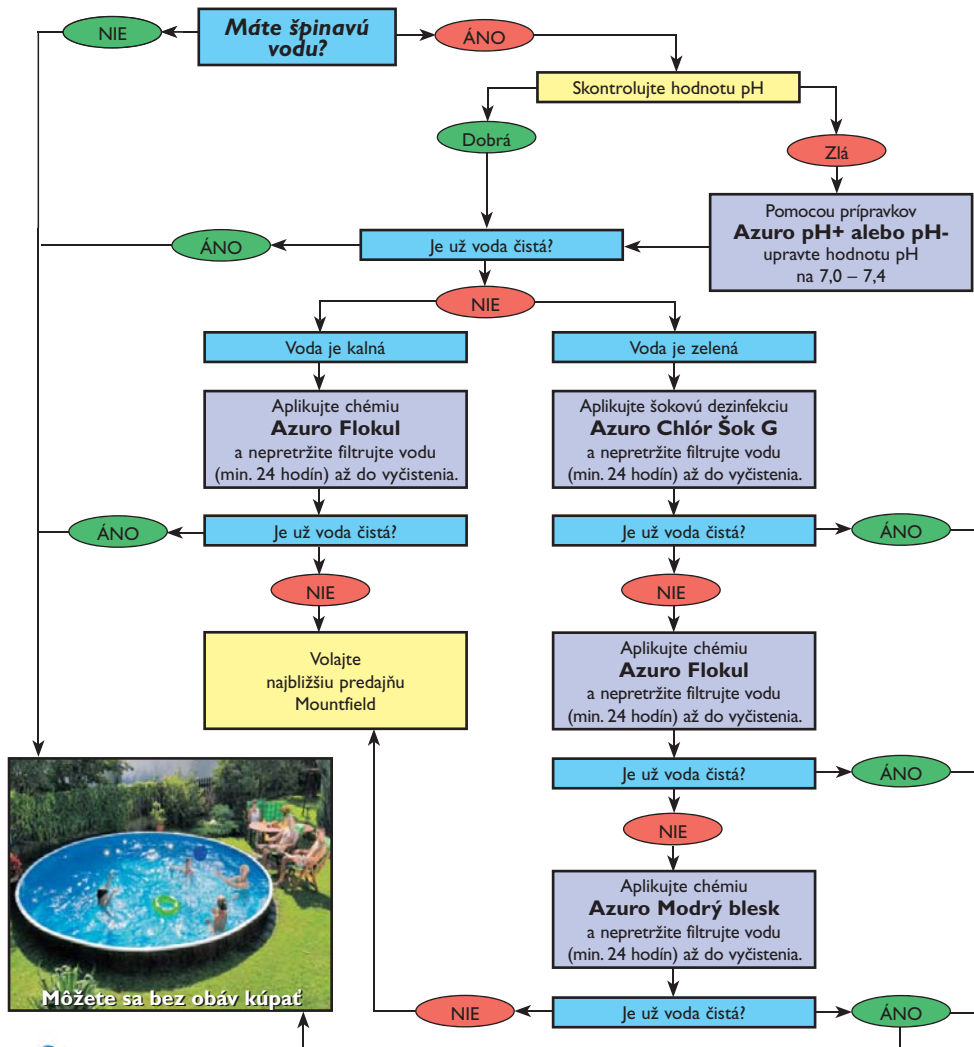 NIE
Máte špinavú
vodu?
ÁNO
Skontrolujte hodnotu pH
Dobrá
Zlá
Pomocou prípravkov
Azuro pH+ alebo pH-
upravte hodnotu pH
na 7,0 – 7,4
ÁNO
Je už voda čistá?
NIE
Voda je kalná
Voda je zelená
Aplikujte chémiu
Azuro Flokul
a nepretržite filtrujte vodu
(min. 24 hodín) až do vyčistenia.
Aplikujte šokovú dezinfekciu
Azuro Chlór Šok G
a nepretržite filtrujte vodu
(min. 24 hodín) až do vyčistenia.
ÁNO
Je už voda čistá?
Je už voda čistá?
ÁNO
NIE
NIE
Volajte
najbližšiu predajňu
Mountfield
Aplikujte chémiu
Azuro Flokul
a nepretržite filtrujte vodu
(min. 24 hodín) až do vyčistenia.
Je už voda čistá?
ÁNO
NIE
Aplikujte chémiu
Azuro Modrý blesk
a nepretržite filtrujte vodu
(min. 24 hodín) až do vyčistenia.
Môžete sa bez obáv kúpať
NIE
Je už voda čistá?
ÁNO